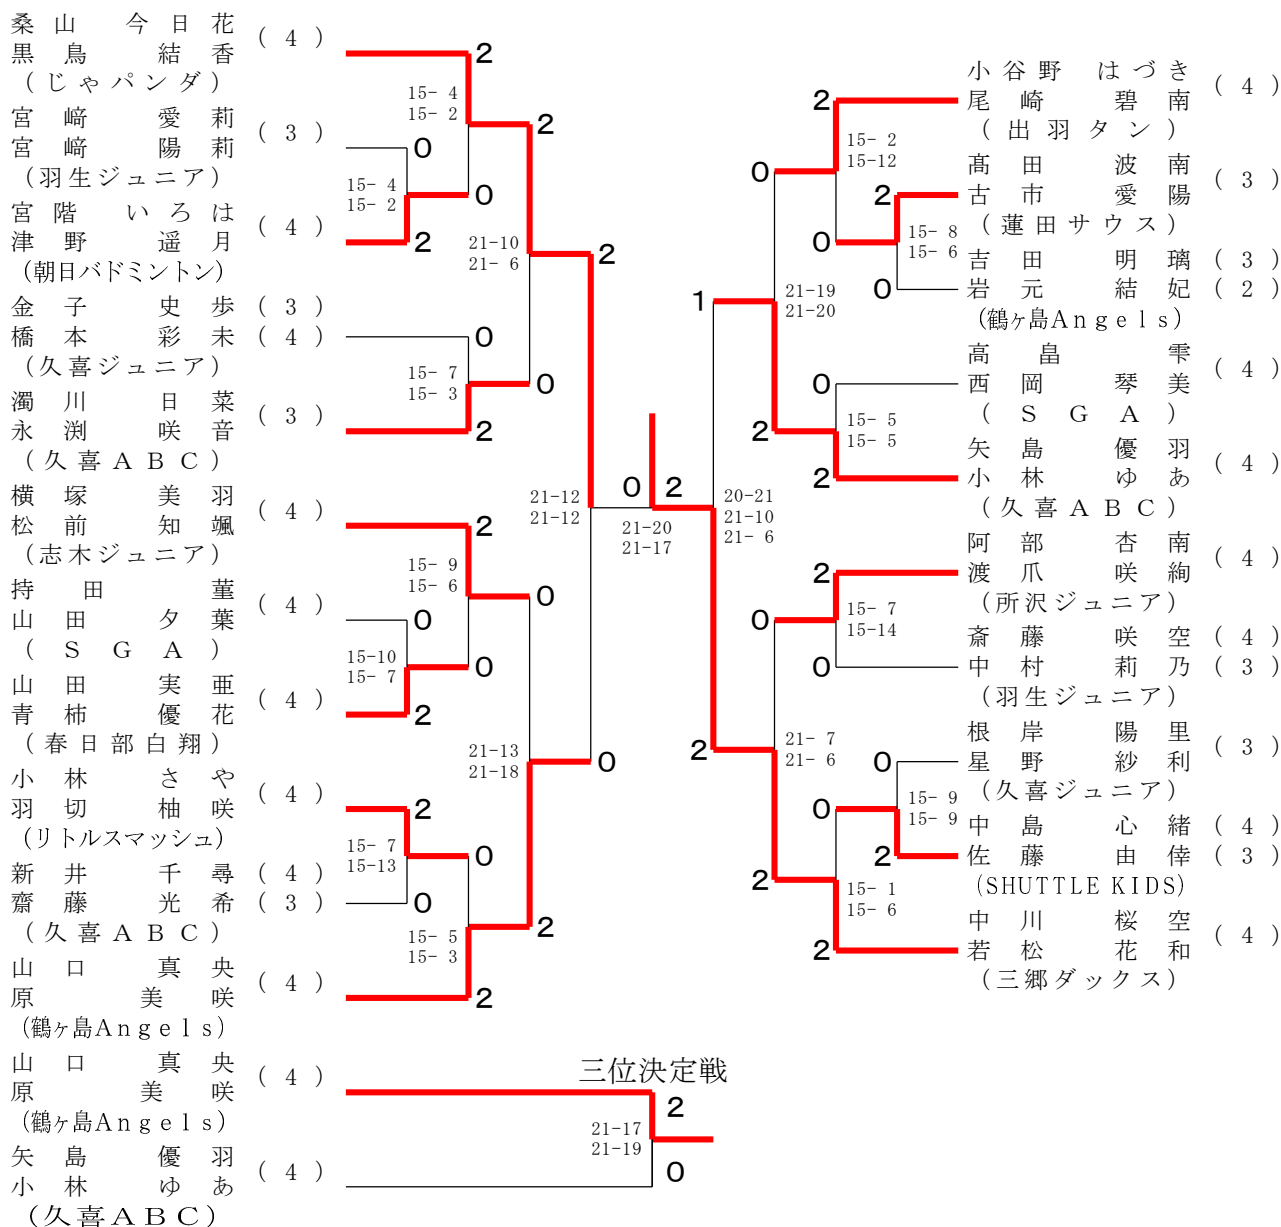 桑山 今日花
黒鳥 結香
(じゃパンダ)
(4)
宮﨑 愛莉
宮﨑 陽莉
(羽生ジュニア)
(3)
宮階 いろは
津野 遥月
(朝日バドミントン)
(4)
金子 史歩 (3)
橋本 彩未 (4)
(久喜ジュニア)
濁川 日菜
永渕 咲音
(久喜ABC)
(3)
横塚 美羽
松前 知颯
(志木ジュニア)
(4)
持田 菫
山田 夕葉
(SGA)
(4)
山田 実亜
青柿 優花
(春日部白翔)
(4)
小林 さや
羽切 柚咲
(リトルスマッシュ)
(4)
新井 千尋 (4)
齋藤 光希 (3)
(久喜ABC)
山口 真央
原 美咲
(鶴ヶ島Angels)
(4)
2
15- 4
15- 2
0
15- 4
15- 2
2
0
2
21-10
21- 6
0
15- 7
15- 3
2
0
2
21-12
21-12
2
15- 9
15- 6
0
15-10
15- 7
2
0
0
21-13
21-18
2
15- 7
15-13
0
0
15- 5
15- 3
2
2
0
0 2
21-20
21-17
小谷野 はづき
尾崎 碧南
(出羽タン)
(4)
髙田 波南
古市 愛陽
(蓮田サウス)
(3)
吉田 明璃 (3)
岩元 結妃 (2)
(鶴ヶ島Angels)
高畠 雫
西岡 琴美
(SGA)
(4)
矢島 優羽
小林 ゆあ
(久喜ABC)
(4)
阿部 杏南
渡爪 咲絢
(所沢ジュニア)
(4)
斎藤 咲空 (4)
中村 莉乃 (3)
(羽生ジュニア)
根岸 陽里
星野 紗利
(久喜ジュニア)
(3)
中島 心緒 (4)
佐藤 由倖 (3)
(SHUTTLE KIDS)
中川 桜空
若松 花和
(三郷ダックス)
(4)
2
15- 2
15-12
0
2
15- 8
15- 6
0
0
1
21-19
21-20
0
15- 5
15- 5
2
2
20-21
21-10
21- 6
2
15- 7
15-14
0
0
2
21- 7
21- 6
0
15- 9
15- 9
2
0
2
15- 1
15- 6
2
三位決定戦
山口 真央
原 美咲
(鶴ヶ島Angels)
(4)
2
21-17
21-19
0
矢島 優羽
小林 ゆあ
(久喜ABC)
(4)